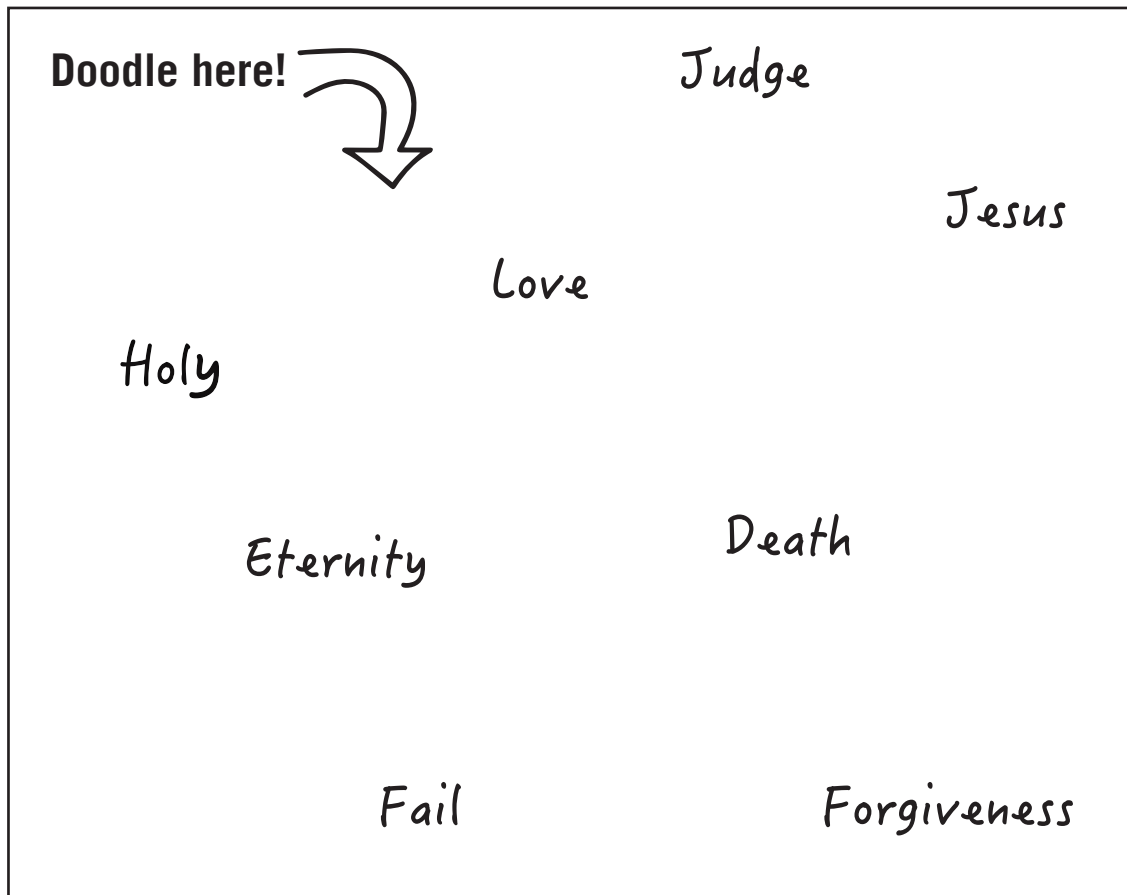 Doodle here!
Judge
Jesus
Love
Holy
Eternity
Death
Fail
Forgiveness